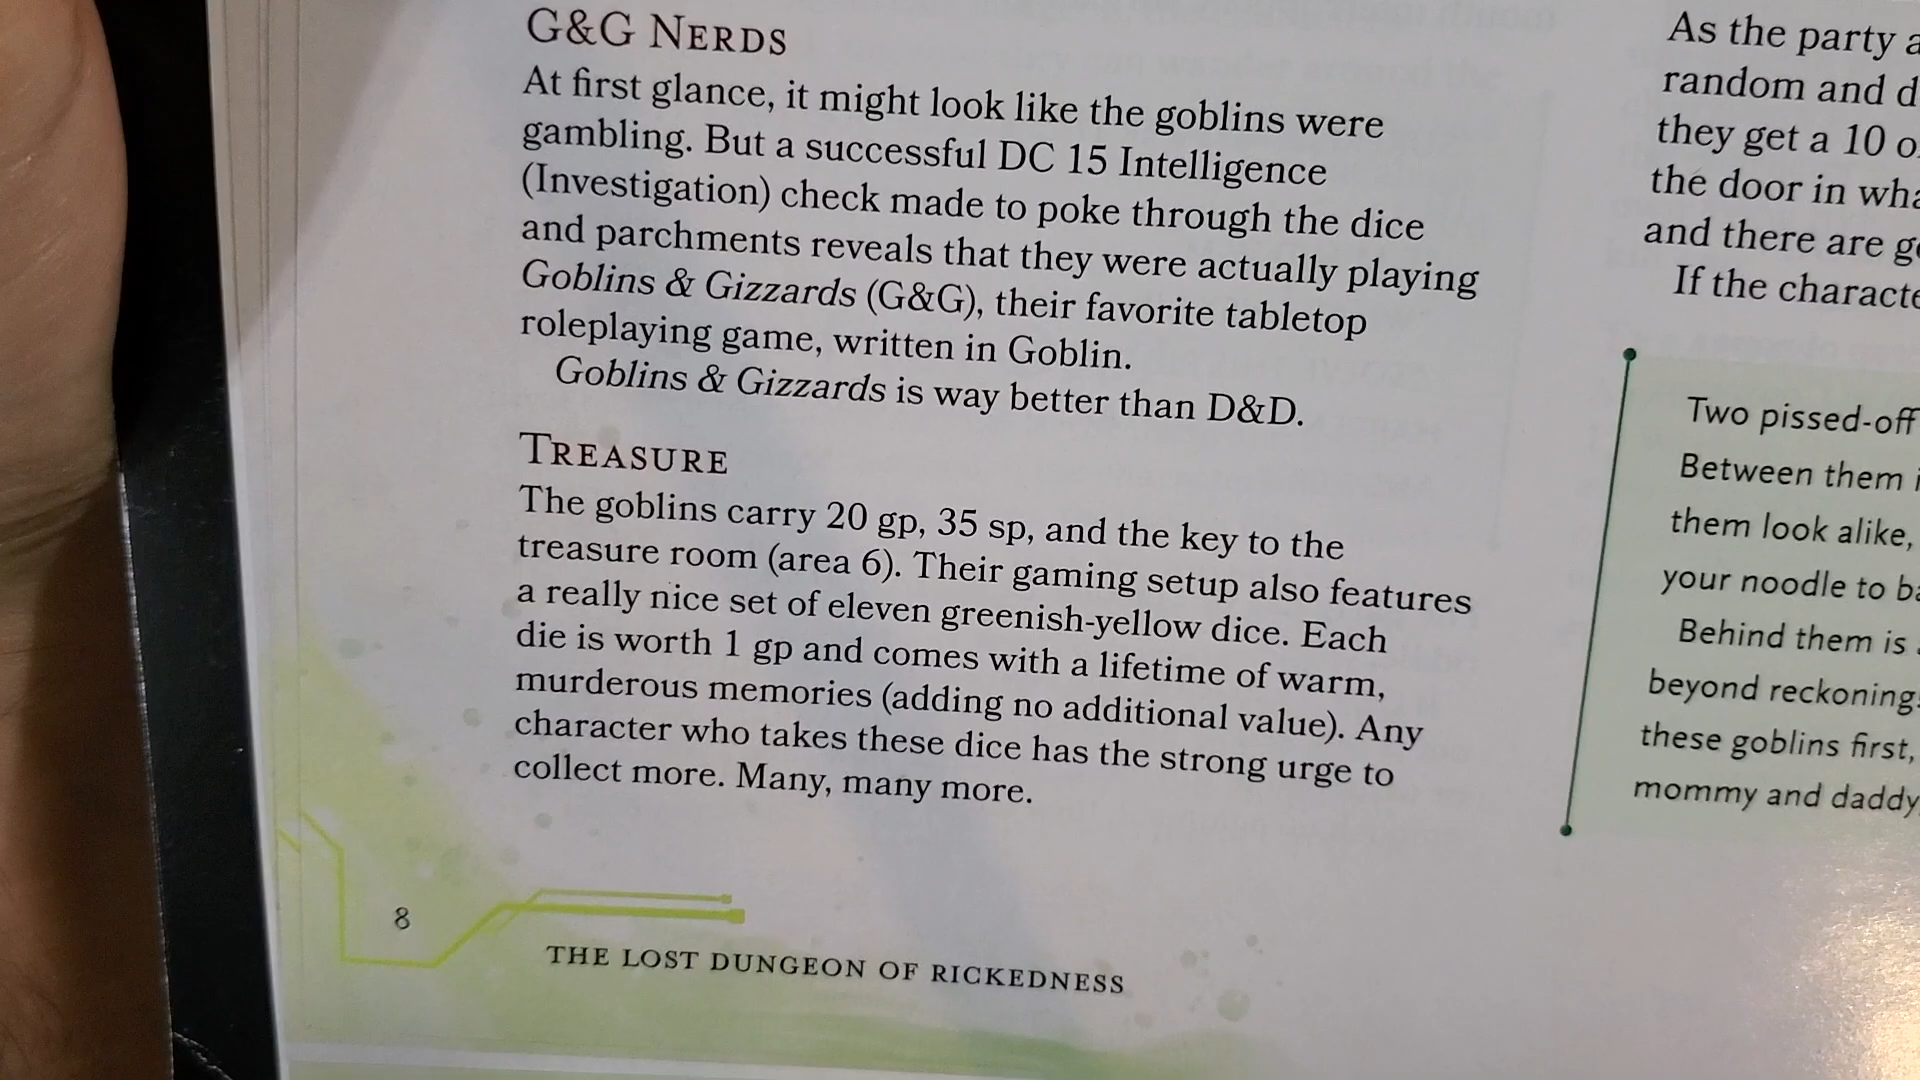 G&G NERDS
At first glance, it might look like the goblins were
gambling. But a successful DC 15 Intelligence
(Investigation) check made to poke through the dice
and parchments reveals that they were actually playing
Goblins & Gizzards (G&G), their favorite tabletop
roleplaying game, written in Goblin.
Goblins & Gizzards is way better than D&D.
TREASURE
The goblins carry 20 gp, 35 sp, and the key to the
treasure room (area 6). Their gaming setup also features
a really nice set of eleven greenish-yellow dice. Each
die is worth 1 gp and comes with a lifetime of warm,
murderous memories (adding no additional value). Any
character who takes these dice has the strong urge to
collect more. Many, many more.
8
THE LOST DUNGEON OF RICKEDNESS
As the party
random and
they get a 10
the door in
and there are
If the
Two pissed-off
Between them
them look alike,
your noodle to
Behind them is
beyond
these goblins first,
mommy and daddy